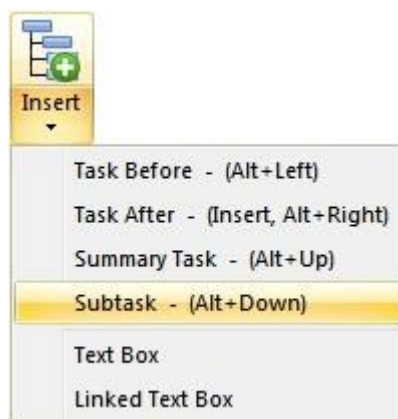 Insert
Task Before - (Alt+Left)
Task After - (Insert, Alt+Right)
Summary Task - (Alt+Up)
Subtask - (Alt+Down)
Text Box
Linked Text Box